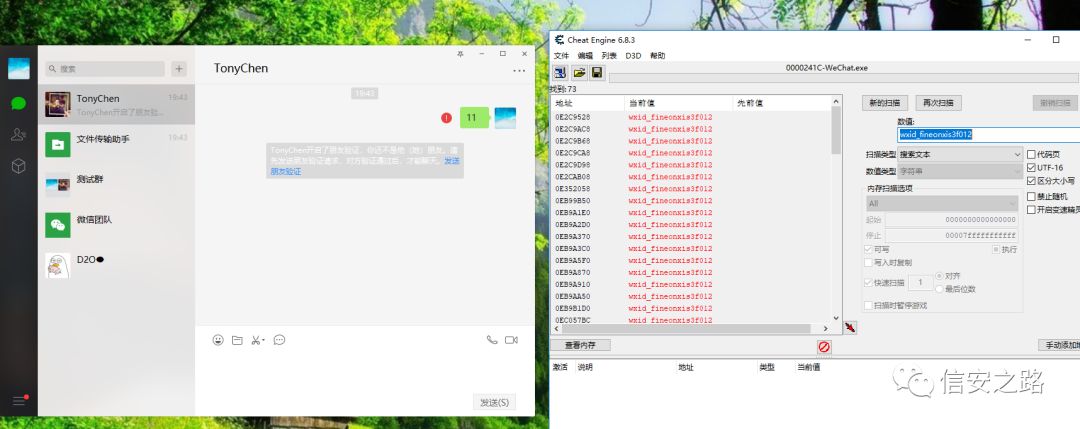 搜索
TonyChen
19:43
TonyChen开启了朋友验...
文件传输助手
19:43
测试群
微信团队
D2O●
TonyChen
19:43
11
TonyChen开启了朋友验证，你还不是他（她）朋友。请
先发送朋友验证请求，对方验证通过后，才能聊天。发送
朋友验证
发送(S)
Cheat Engine 6.8.3
文件 编辑 列表 D3D 帮助
0000241C-WeChat.exe
找到: 73
地址 当前值 先前值
0E2C9528 wxid_fineonxis3f012
0E2C9AC8 wxid_fineonxis3f012
0E2C9B68 wxid_fineonxis3f012
0E2C9CA8 wxid_fineonxis3f012
0E2C9D98 wxid_fineonxis3f012
0E2CAB08 wxid_fineonxis3f012
0E352058 wxid_fineonxis3f012
0EB99B50 wxid_fineonxis3f012
0EB9A1E0 wxid_fineonxis3f012
0EB9A2D0 wxid_fineonxis3f012
0EB9A370 wxid_fineonxis3f012
0EB9A3C0 wxid_fineonxis3f012
0EB9A5F0 wxid_fineonxis3f012
0EB9A870 wxid_fineonxis3f012
0EB9A910 wxid_fineonxis3f012
0EB9AA50 wxid_fineonxis3f012
0EB9B1D0 wxid_fineonxis3f012
0EC057BC wxid_fineonxis3f012
新的扫描 再次扫描 撤销扫描
数值:
wxid_fineonxis3f012
扫描类型 搜索文本
数值类型 字符串
代码页
UTF-16
区分大小写
禁止随机
开启变速精灵
内存扫描选项
All
起始 0000000000000000
停止 00007fffffffffff
可写 执行
写入时复制
快速扫描 1 对齐
最后位数
扫描时暂停游戏
查看内存
手动添加地
激活 说明 地址 类型 当前值
信安之路